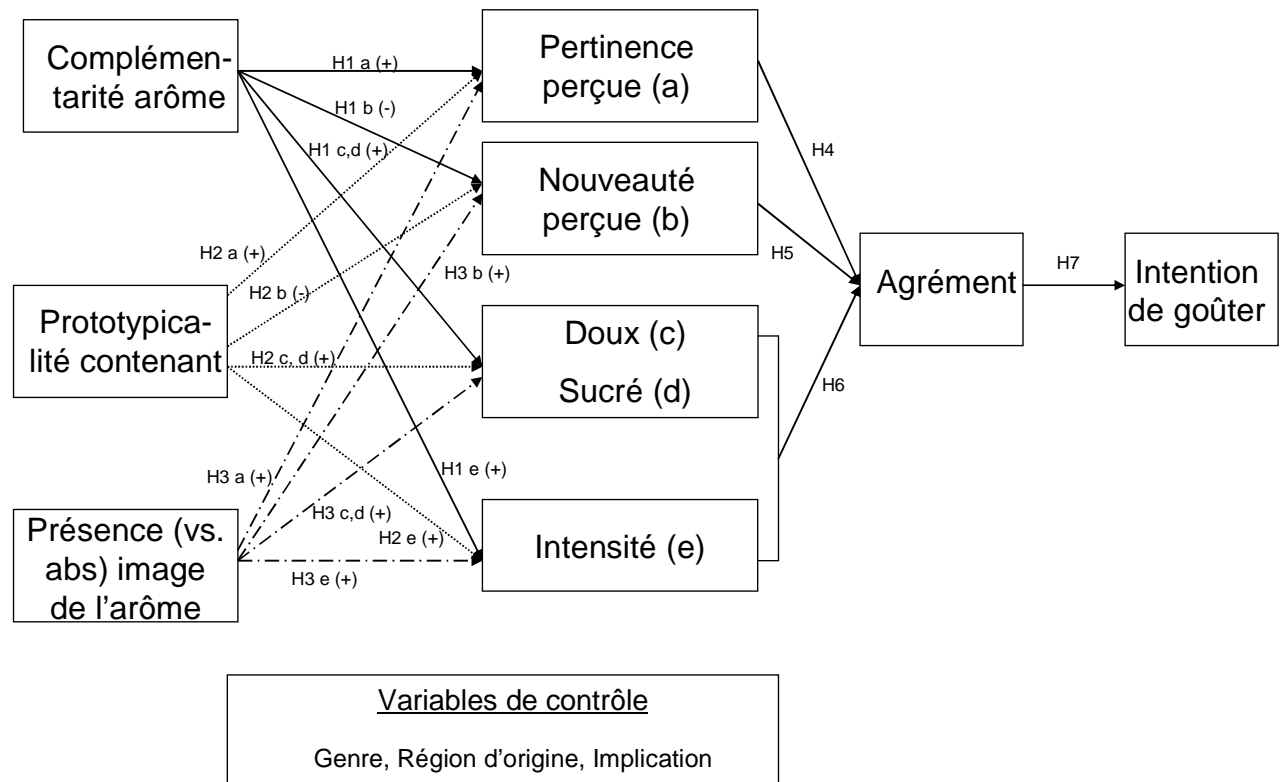 Complémen-
tarité arôme
Prototypica-
lité contenant
Présence (vs.
abs) image
de l'arôme
H1 a (+)
H1 b (-)
H1 c,d (+)
H2 a (+)
H2 b (-)
H3 b (+)
H2 c, d (+)
H3 a (+)
H1 e (+)
H3 c,d (+)
H2 e (+)
H3 e (+)
Pertinence
perçue (a)
Nouveauté
perçue (b)
Doux (c)
Sucré (d)
Intensité (e)
H4
H5
H6
Agrément
H7
Intention
de goûter
Variables de contrôle
Genre, Région d'origine, Implication